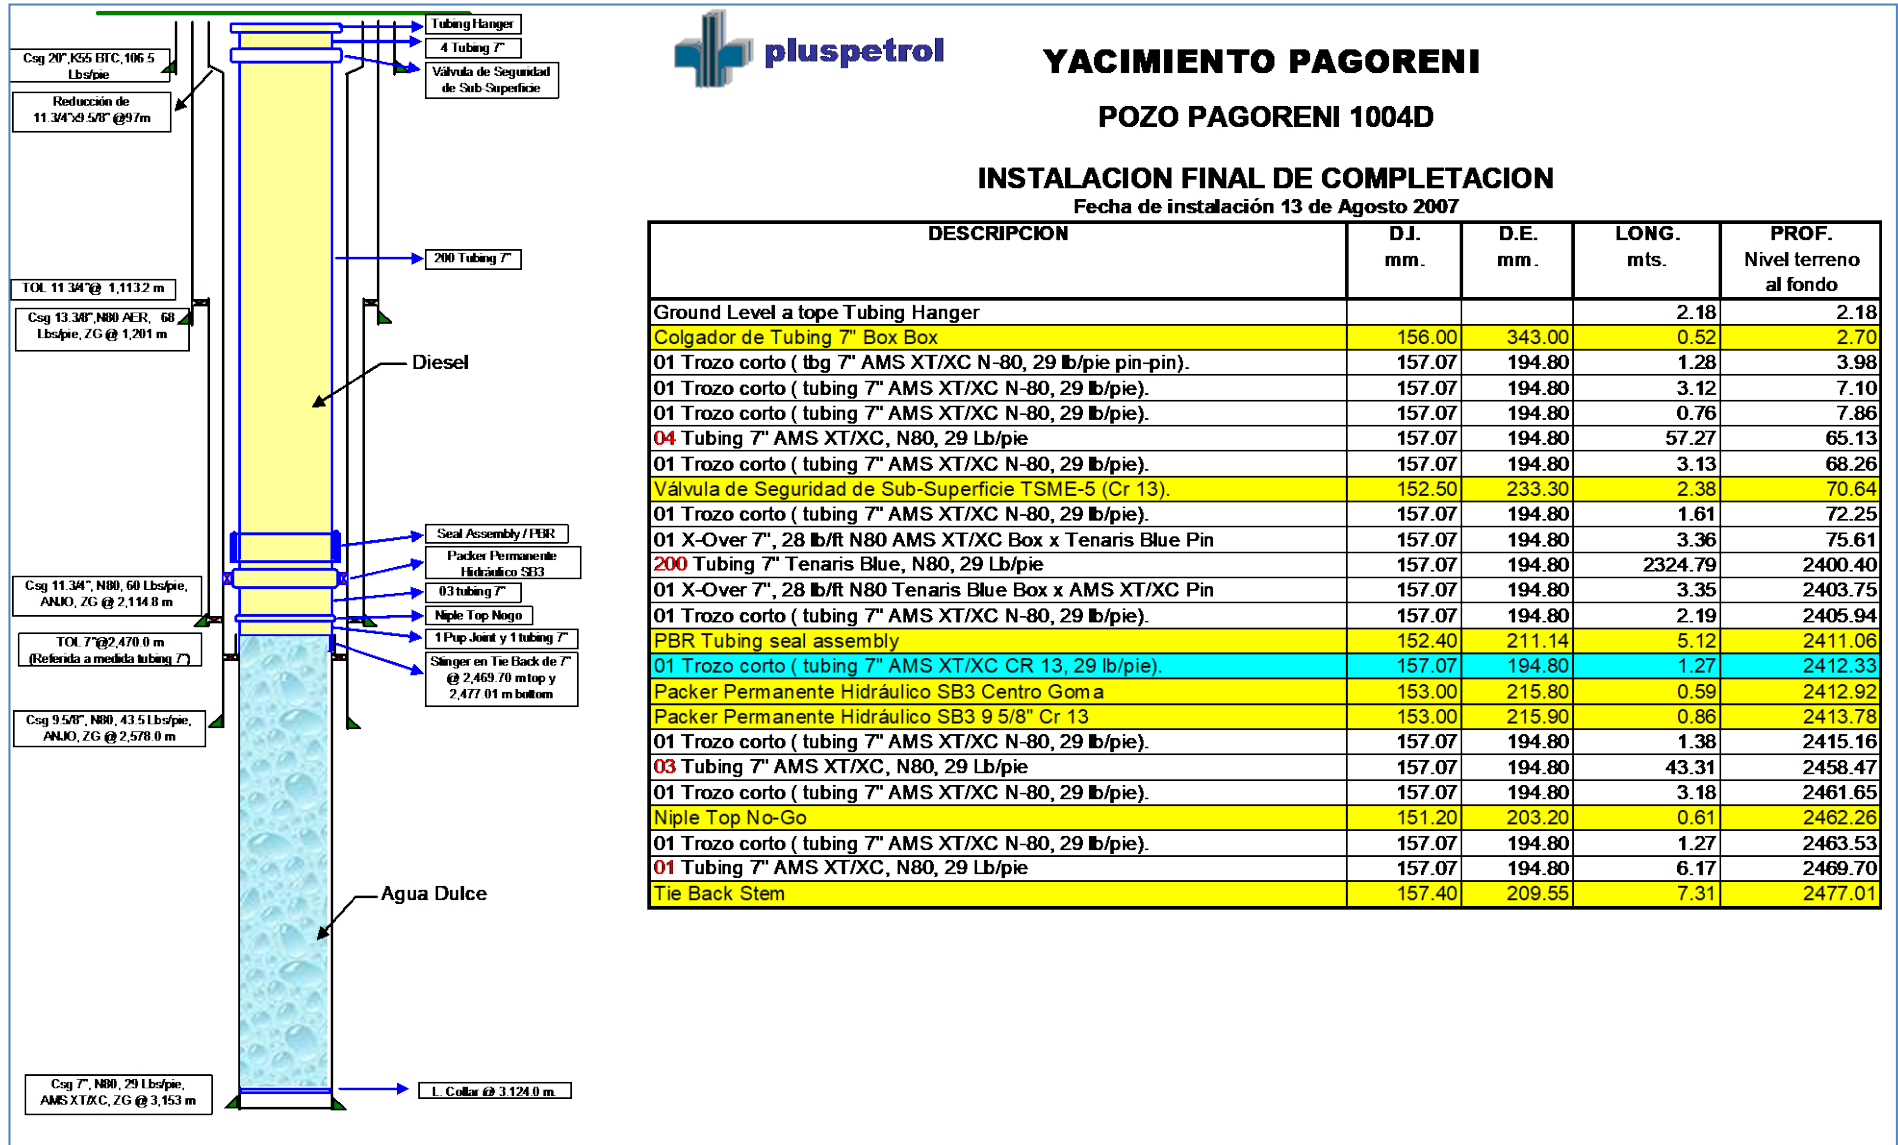 Tubing Hanger
4 Tubing 7"
Válvula de Seguridad
de Sub-Superficie
Csg 20",K55 BTC,106.5
Lbs/pie
Reducción de
11.3/4"x9.5/8" @97m
200 Tubing 7"
TOL 11 3/4"@ 1,113.2 m
Csg 13.3/8",N80 AER, 68
Lbs/pie, ZG @ 1,201 m
Diesel
Seal Assembly / PBR
Packer Permanente
Hidráulico SB3
Csg 11.3/4", N80, 60 Lbs/pie,
ANJO, ZG @ 2,114.8 m
03 tubing 7"
Niple Top Nogo
TOL 7"@2,470.0 m
(Referida a medida tubing 7")
1 Pup Joint y 1 tubing 7"
Stinger en Tie Back de 7"
@ 2,469.70 m top y
2,477.01 m bottom
Csg 9.5/8", N80, 43.5 Lbs/pie,
ANJO, ZG @ 2,578.0 m
Agua Dulce
Csg 7", N80, 29 Lbs/pie,
AMS XT/XC, ZG @ 3,153 m
L. Collar @ 3.124.0 m.
pluspetrol
YACIMIENTO PAGORENI
POZO PAGORENI 1004D
INSTALACION FINAL DE COMPLETACION
Fecha de instalación 13 de Agosto 2007
DESCRIPCION D.I. D.E. LONG. PROF.
mm. mm. mts. Nivel terreno
al fondo
Ground Level a tope Tubing Hanger 2.18 2.18
Colgador de Tubing 7" Box Box 156.00 343.00 0.52 2.70
01 Trozo corto ( tbg 7" AMS XT/XC N-80, 29 lb/pie pin-pin). 157.07 194.80 1.28 3.98
01 Trozo corto ( tubing 7" AMS XT/XC N-80, 29 lb/pie). 157.07 194.80 3.12 7.10
01 Trozo corto ( tubing 7" AMS XT/XC N-80, 29 lb/pie). 157.07 194.80 0.76 7.86
04 Tubing 7" AMS XT/XC, N80, 29 Lb/pie 157.07 194.80 57.27 65.13
01 Trozo corto ( tubing 7" AMS XT/XC N-80, 29 lb/pie). 157.07 194.80 3.13 68.26
Válvula de Seguridad de Sub-Superficie TSME-5 (Cr 13). 152.50 233.30 2.38 70.64
01 Trozo corto ( tubing 7" AMS XT/XC N-80, 29 lb/pie). 157.07 194.80 1.61 72.25
01 X-Over 7", 28 lb/ft N80 AMS XT/XC Box x Tenaris Blue Pin 157.07 194.80 3.36 75.61
200 Tubing 7" Tenaris Blue, N80, 29 Lb/pie 157.07 194.80 2324.79 2400.40
01 X-Over 7", 28 lb/ft N80 Tenaris Blue Box x AMS XT/XC Pin 157.07 194.80 3.35 2403.75
01 Trozo corto ( tubing 7" AMS XT/XC N-80, 29 lb/pie). 157.07 194.80 2.19 2405.94
PBR Tubing seal assembly 152.40 211.14 5.12 2411.06
01 Trozo corto ( tubing 7" AMS XT/XC CR 13, 29 lb/pie). 157.07 194.80 1.27 2412.33
Packer Permanente Hidráulico SB3 Centro Goma 153.00 215.80 0.59 2412.92
Packer Permanente Hidráulico SB3 9 5/8" Cr 13 153.00 215.90 0.86 2413.78
01 Trozo corto ( tubing 7" AMS XT/XC N-80, 29 lb/pie). 157.07 194.80 1.38 2415.16
03 Tubing 7" AMS XT/XC, N80, 29 Lb/pie 157.07 194.80 43.31 2458.47
01 Trozo corto ( tubing 7" AMS XT/XC N-80, 29 lb/pie). 157.07 194.80 3.18 2461.65
Niple Top No-Go 151.20 203.20 0.61 2462.26
01 Trozo corto ( tubing 7" AMS XT/XC N-80, 29 lb/pie). 157.07 194.80 1.27 2463.53
01 Tubing 7" AMS XT/XC, N80, 29 Lb/pie 157.07 194.80 6.17 2469.70
Tie Back Stem 157.40 209.55 7.31 2477.01